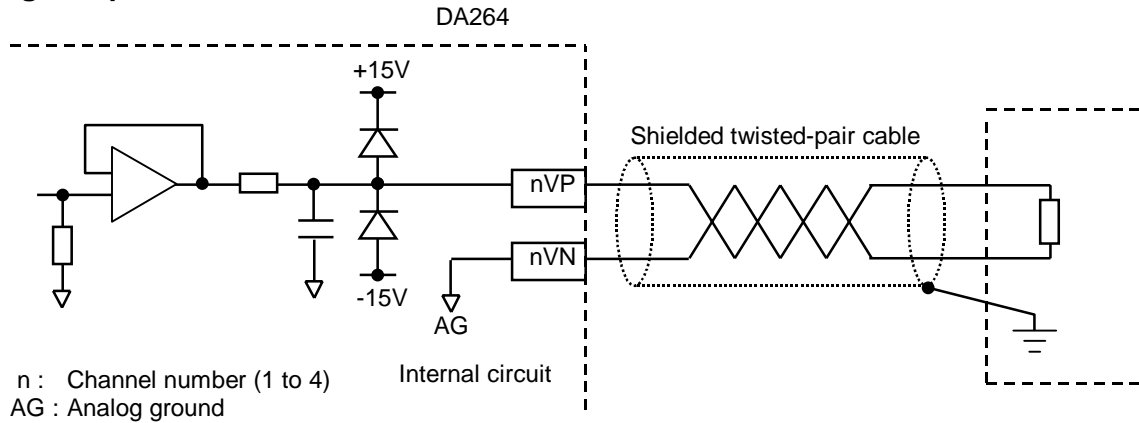 DA264
+15V
Shielded twisted-pair cable
nVP
nVN
-15V
AG
Internal circuit
n : Channel number (1 to 4)
AG : Analog ground